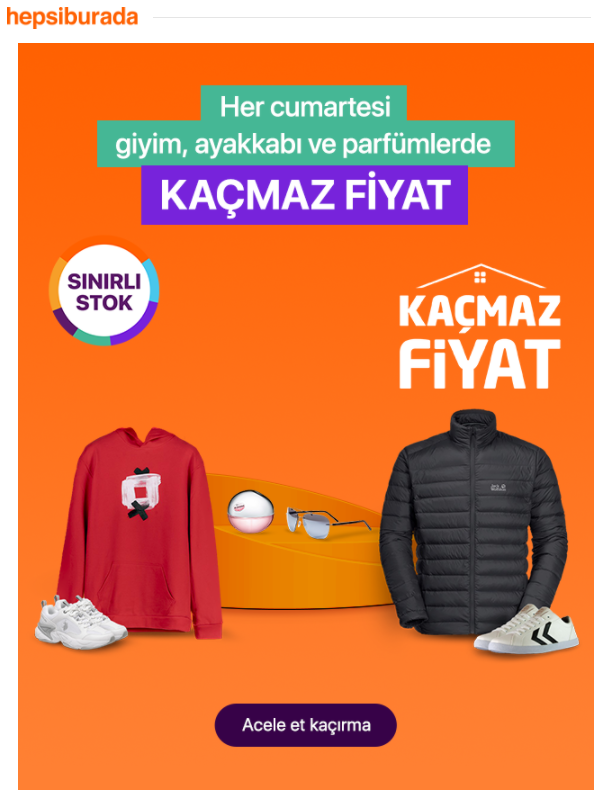 hepsiburada
Her cumartesi
giyim, ayakkabı ve parfümlerde
KAÇMAZ FİYAT
SINIRLI
STOK
KAÇMAZ
FİYAT
Acele et kaçırma